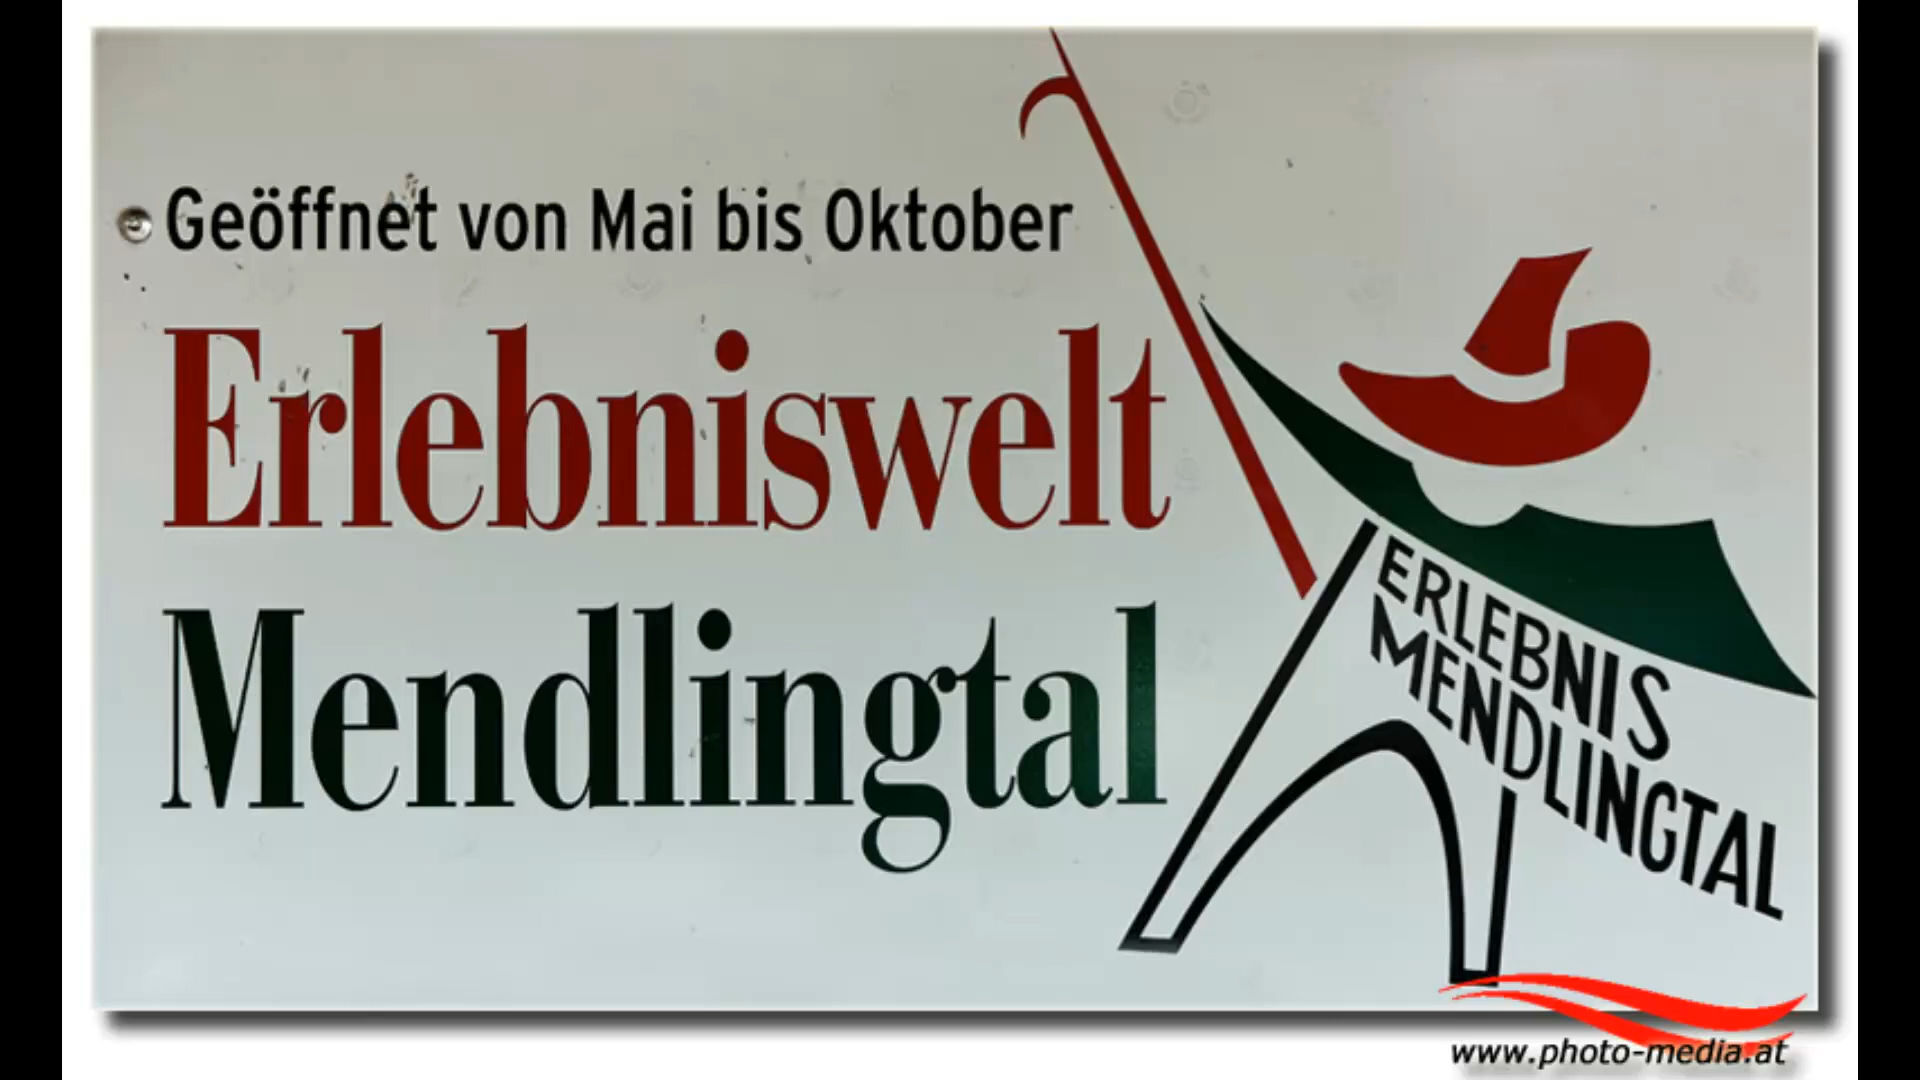 Geöffnet von Mai bis Oktober
Erlebniswelt
Mendlingtal
ERLEBNIS
MENDLINGTAL
www.photo-media.at